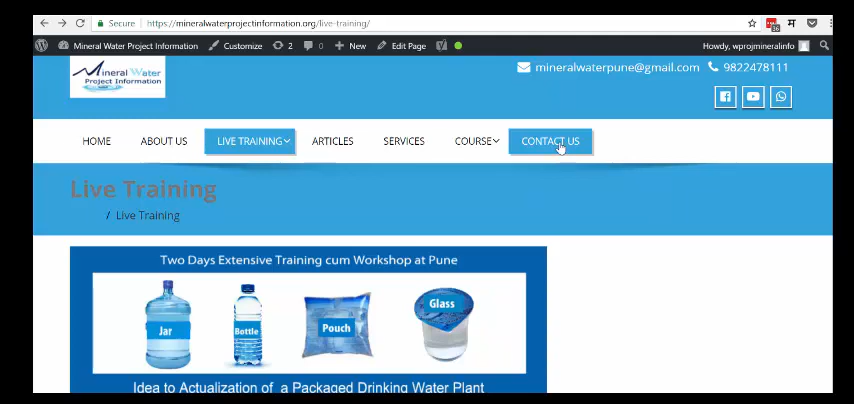 Secure https://mineralwaterprojectinformation.org/live-training/
म
Mineral Water Project Information Customize 2 0 New Edit Page Howdy, wprojmineralinfo
Mineral Water
Project Information
mineralwaterpune@gmail.com 9822478111
HOME ABOUT US LIVE TRAINING ARTICLES SERVICES COURSE CONTACT US
Live Training
/ Live Training
Two Days Extensive Training cum Workshop at Pune
Jar
Bottle
Pouch
Glass
Idea to Actualization of a Packaged Drinking Water Plant